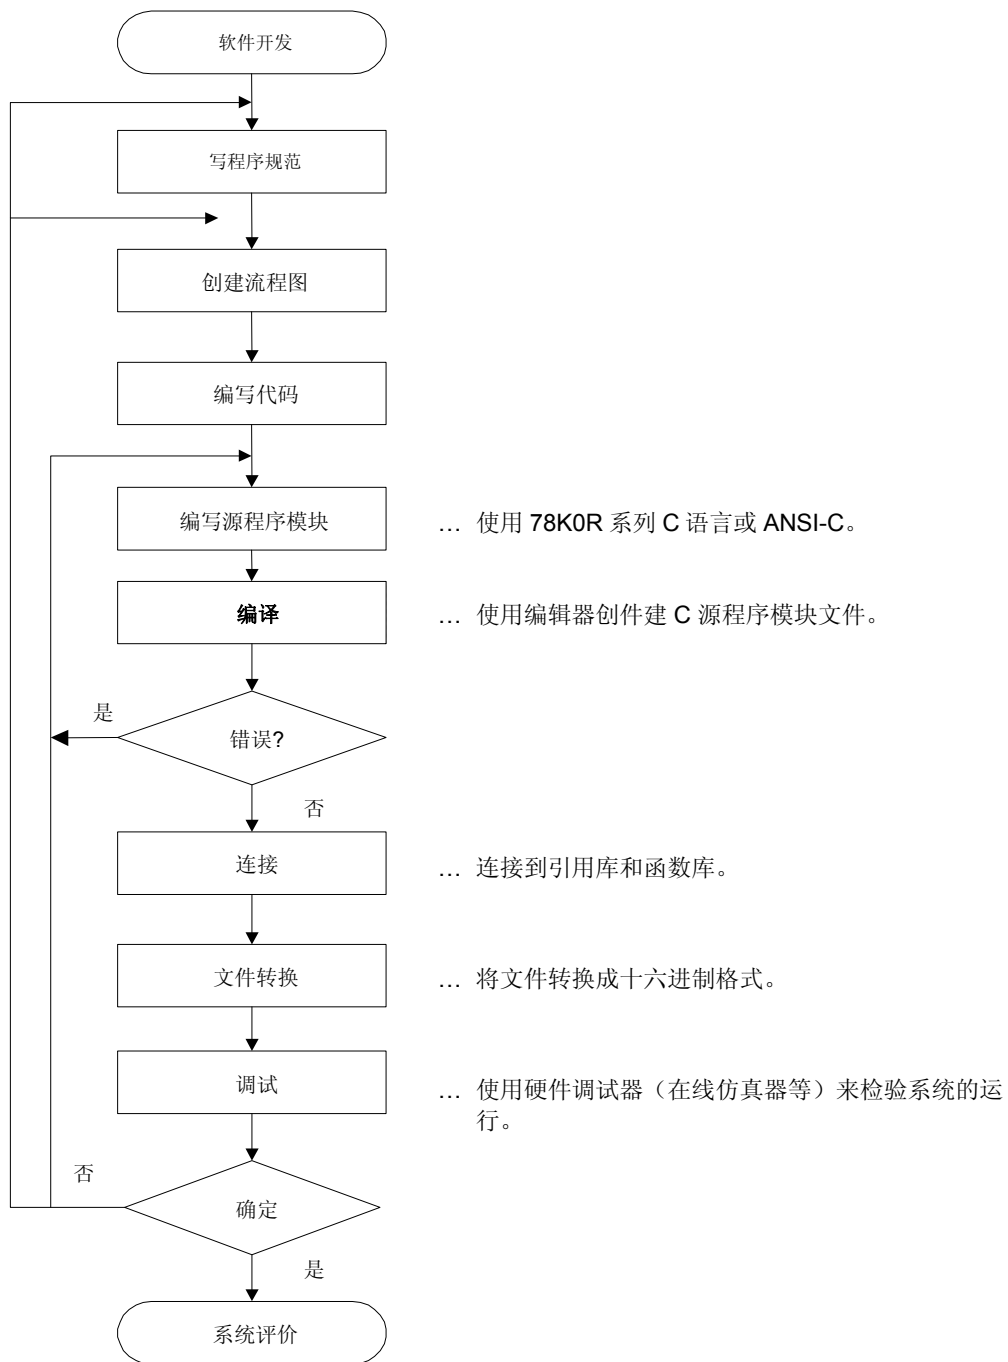 软件开发
写程序规范
创建流程图
编写代码
编写源程序模块
… 使用 78K0R 系列 C 语言或 ANSI-C。
编译
… 使用编辑器创件建 C 源程序模块文件。
是
错误?
否
连接
… 连接到引用库和函数库。
文件转换
… 将文件转换成十六进制格式。
调试
… 使用硬件调试器（在线仿真器等）来检验系统的运
行。
否
确定
是
系统评价